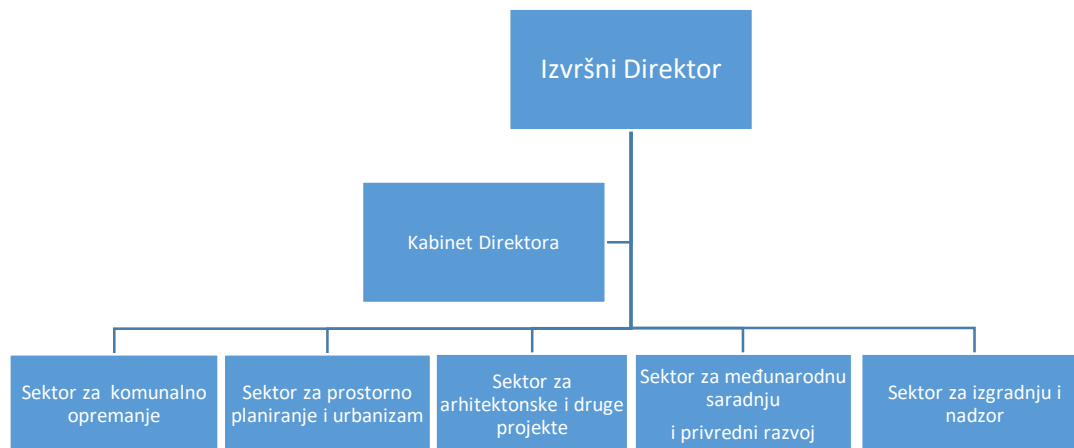 Izvršni Direktor
Kabinet Direktora
Sektor za komunalno
opremanje
Sektor za prostorno
planiranje i urbanizam
Sektor za
arhitektonske i druge
projekte
Sektor za međunarodnu
saradnju
i privredni razvoj
Sektor za izgradnju i
nadzor